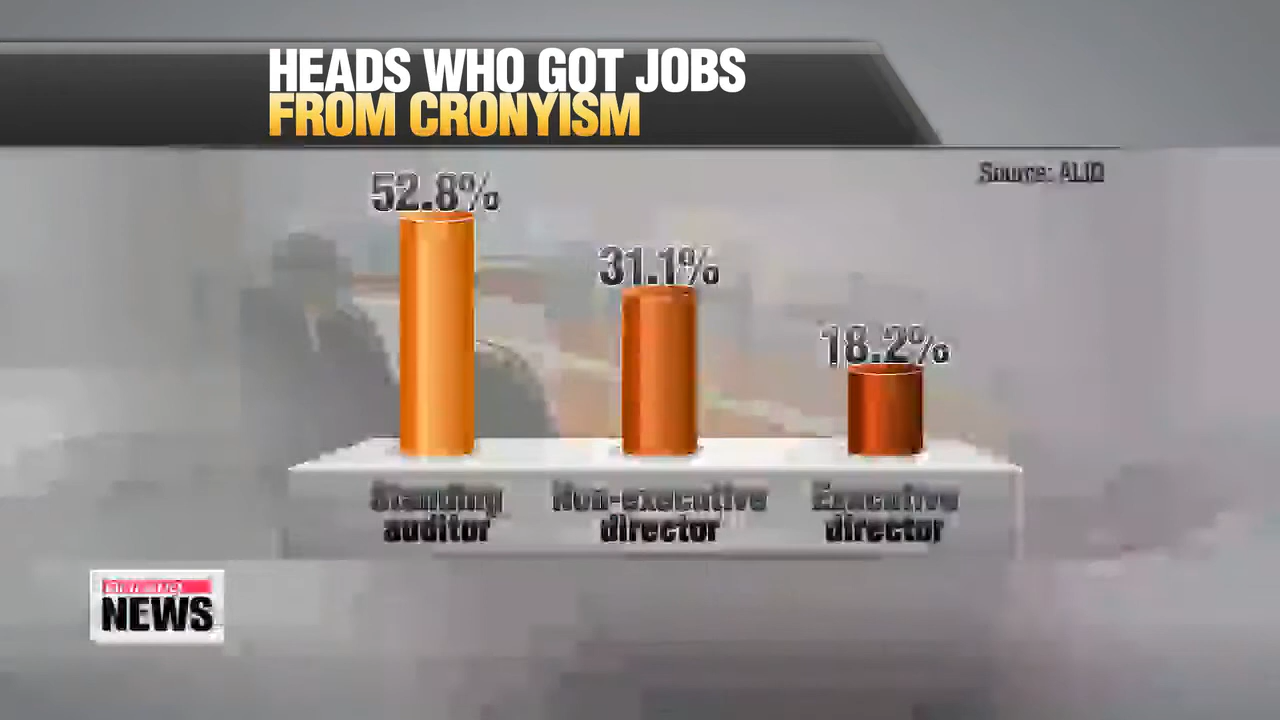 HEADS WHO GOT JOBS
FROM CRONYISM
Source: ALIO
52.8%
31.1%
18.2%
Standing
auditor
Non-executive
director
Executive
director
NEWS